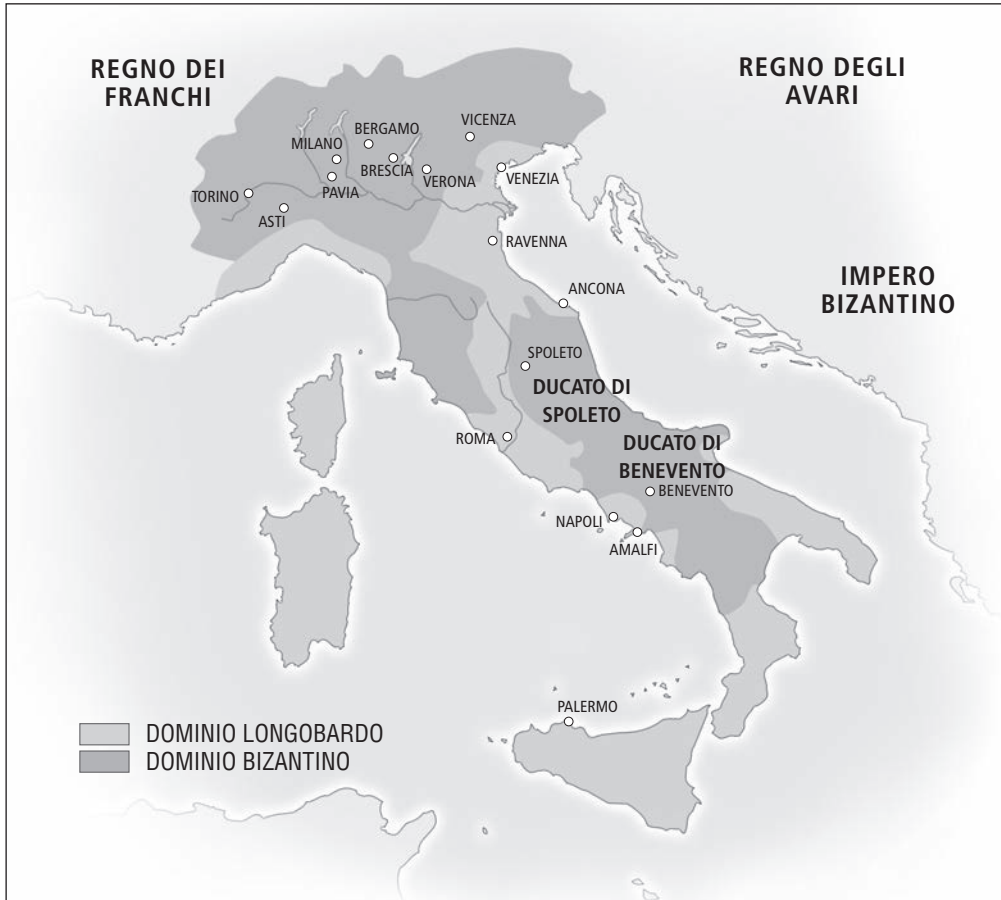 REGNO DEI
FRANCHI
REGNO DEGLI
AVARI
VICENZA
BERGAMO
MILANO
BRESCIA
VERONA
VENEZIA
TORINO
PAVIA
ASTI
RAVENNA
IMPERO
BIZANTINO
ANCONA
SPOLETO
DUCATO DI
SPOLETO
ROMA
DUCATO DI
BENEVENTO
BENEVENTO
NAPOLI
AMALFI
PALERMO
DOMINIO LONGOBARDO
DOMINIO BIZANTINO